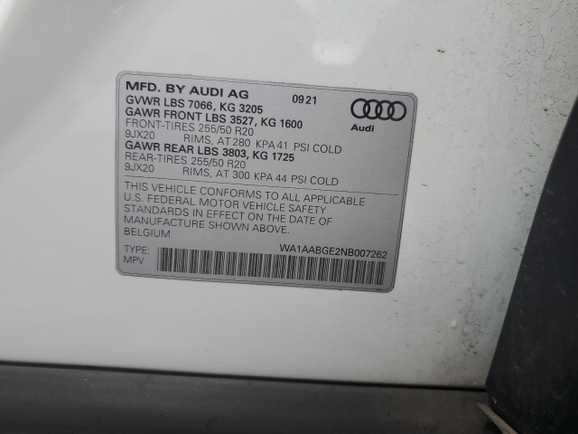 MFD. BY AUDI AG 09 21
GVWR LBS 7066, KG 3205
GAWR FRONT LBS 3527, KG 1600
FRONT-TIRES 255/50 R20
9JX20 RIMS, AT 280 KPA 41 PSI COLD
GAWR REAR LBS 3803, KG 1725
REAR-TIRES 255/50 R20
9JX20 RIMS, AT 300 KPA 44 PSI COLD
Audi
THIS VEHICLE CONFORMS TO ALL APPLICABLE
U.S. FEDERAL MOTOR VEHICLE SAFETY
STANDARDS IN EFFECT ON THE DATE OF
MANUFACTURE SHOWN ABOVE.
BELGIUM WA1AABGE2NB007262
TYPE:
MPV